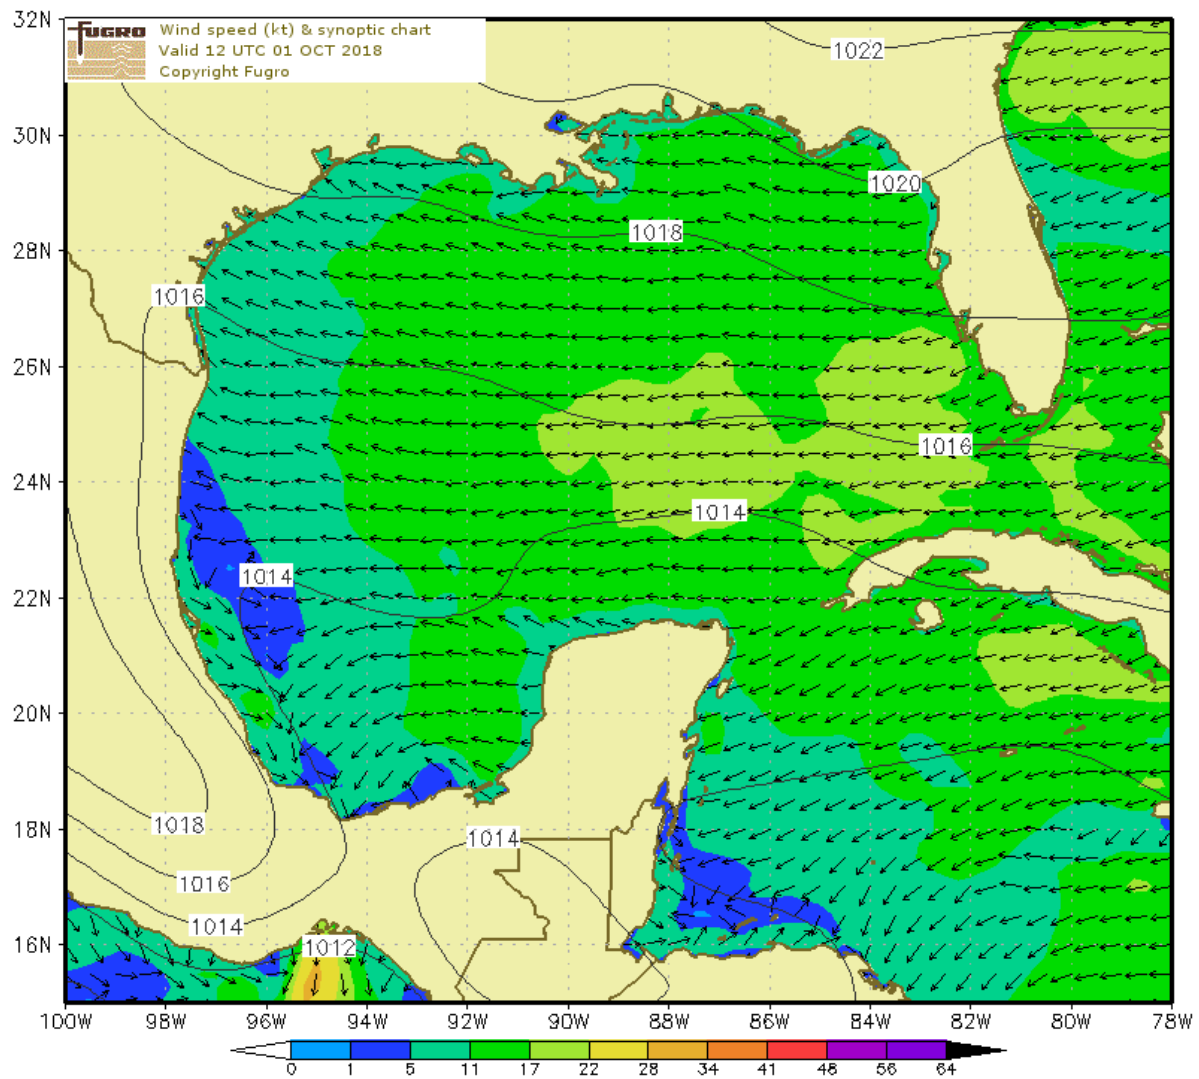 32N
FUGRO
Wind speed (kt) & synoptic chart
Valid 12 UTC 01 OCT 2018
Copyright Fugro
1022
30N
1020
1018
28N
1016
26N
1016
24N
1014
1014
22N
20N
1018
18N
1014
1016
1014
1012
16N
100W 98W 96W 94W 92W 90W 88W 86W 84W 82W 80W 78W
0 1 5 11 17 22 28 34 41 48 56 64